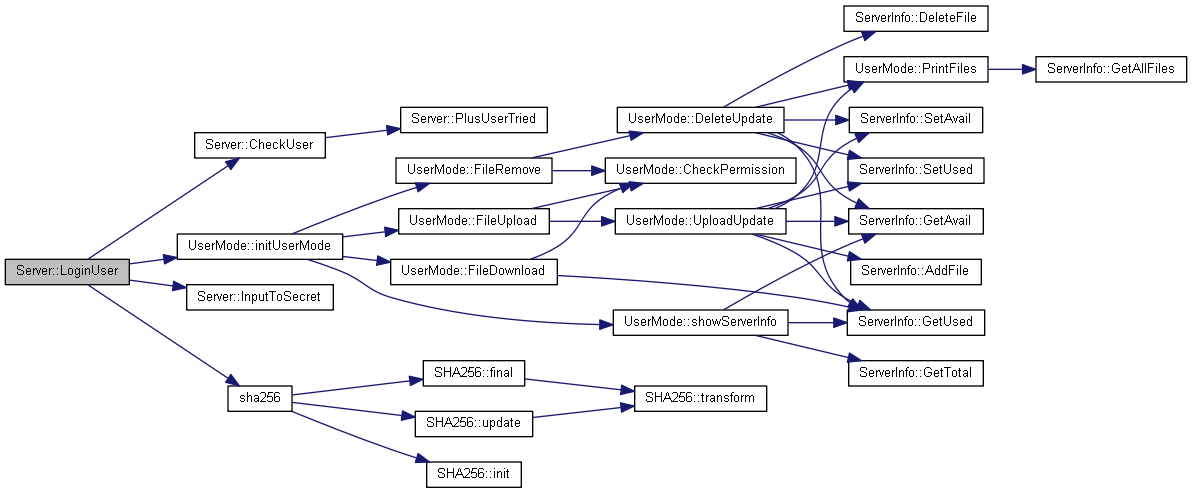 ServerInfo::DeleteFile
UserMode::PrintFiles
ServerInfo::GetAllFiles
Server::PlusUserTried
UserMode::DeleteUpdate
ServerInfo::SetAvail
Server::CheckUser
UserMode::FileRemove
UserMode::CheckPermission
ServerInfo::SetUsed
UserMode::FileUpload
UserMode::UploadUpdate
ServerInfo::GetAvail
UserMode::initUserMode
Server::LoginUser
UserMode::FileDownload
ServerInfo::AddFile
Server::InputToSecret
UserMode::showServerInfo
ServerInfo::GetUsed
SHA256::final
ServerInfo::GetTotal
sha256
SHA256::transform
SHA256::update
SHA256::init